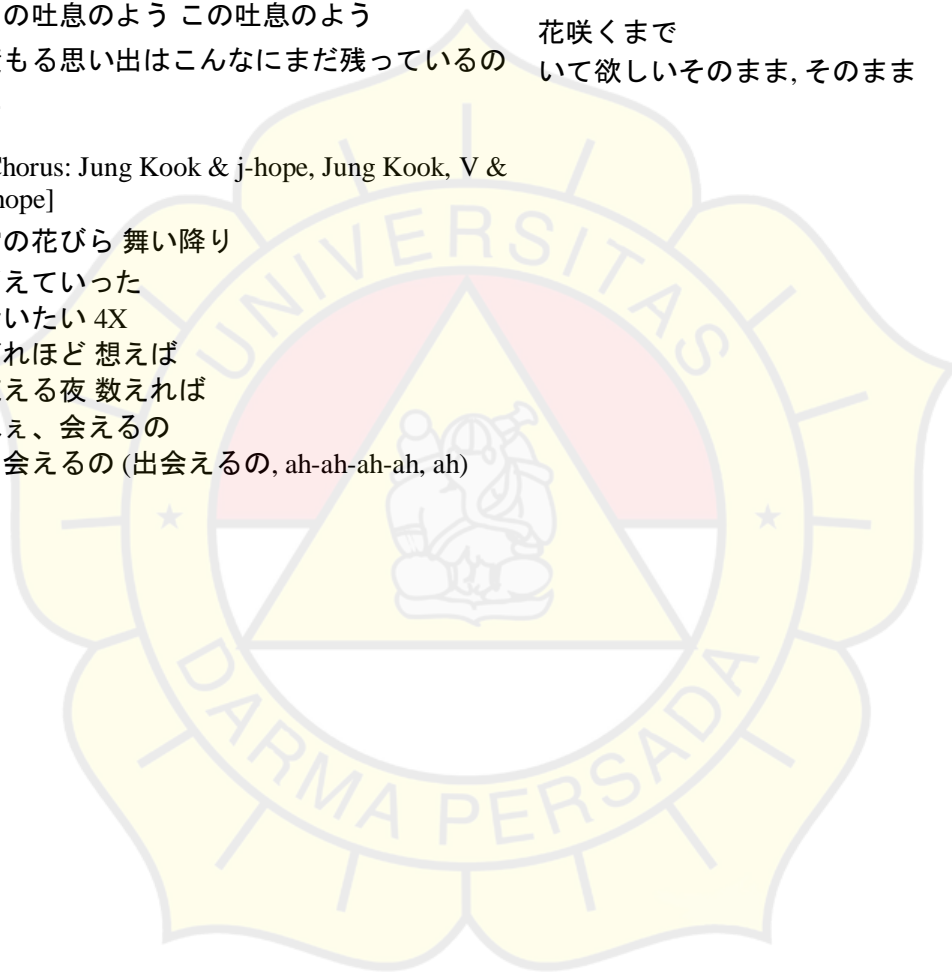 の吐息のよう この吐息のよう
もる思い出はこんなにまだ残っているの
horus: Jung Kook & j-hope, Jung Kook, V &
hope]
の花びら 舞い降り
えていった
いたい 4X
れほど 想えば
える夜 数えれば
ぇ、会えるの
会えるの (出会えるの, ah-ah-ah-ah, ah)
花咲くまで
いて欲しいそのまま, そのまま
UNIVERSITAS
DARMA PERSADA